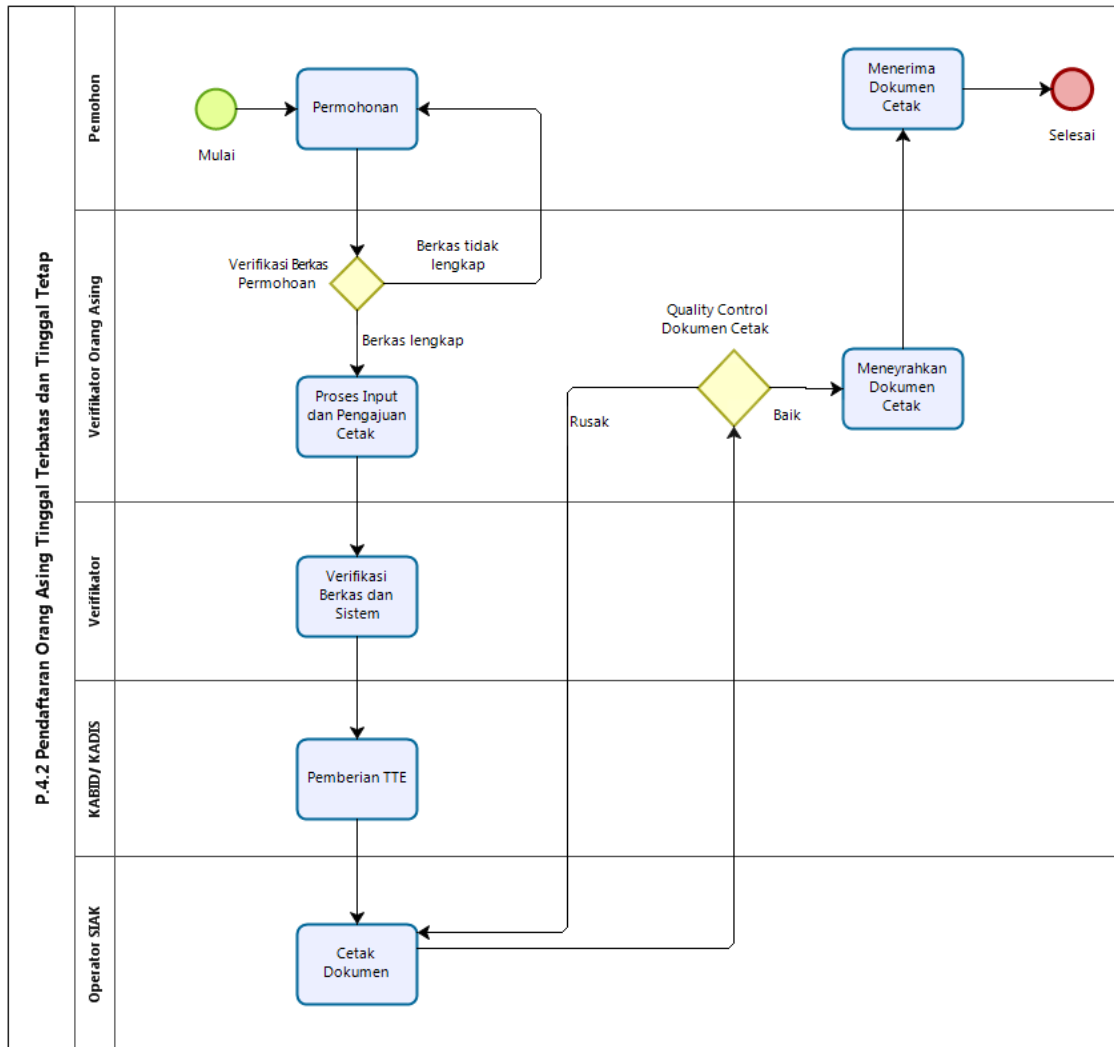 P.4.2 Pendaftaran Orang Asing Tinggal Terbatas dan Tinggal Tetap
Pemohon
Mulai
Permohonan
Menerima
Dokumen
Cetak
Selesai
Verifikator Orang Asing
Verifikasi Berkas
Permohoan
Berkas tidak
lengkap
Berkas lengkap
Proses Input
dan Pengajuan
Cetak
Quality Control
Dokumen Cetak
Rusak
Baik
Meneyrahkan
Dokumen
Cetak
Verifikator
Verifikasi
Berkas dan
Sistem
KABID/ KADIS
Pemberian TTE
Operator SIAK
Cetak
Dokumen